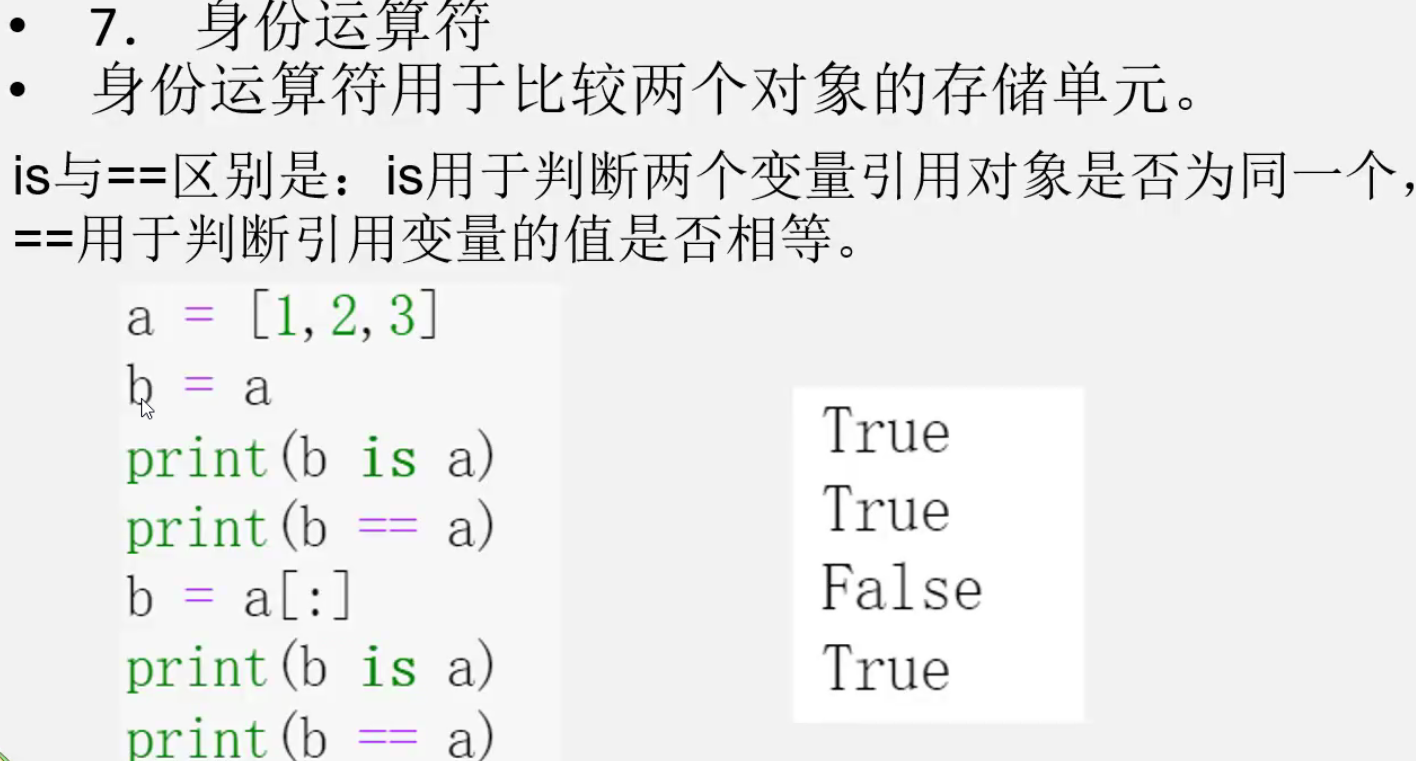 • 7. 身份运算符
• 身份运算符用于比较两个对象的存储单元。
is与==区别是：is用于判断两个变量引用对象是否为同一个，
==用于判断引用变量的值是否相等。
a = [1,2,3]
b = a
print(b is a)
print(b == a)
b = a[:]
print(b is a)
print(b == a)
True
True
False
True